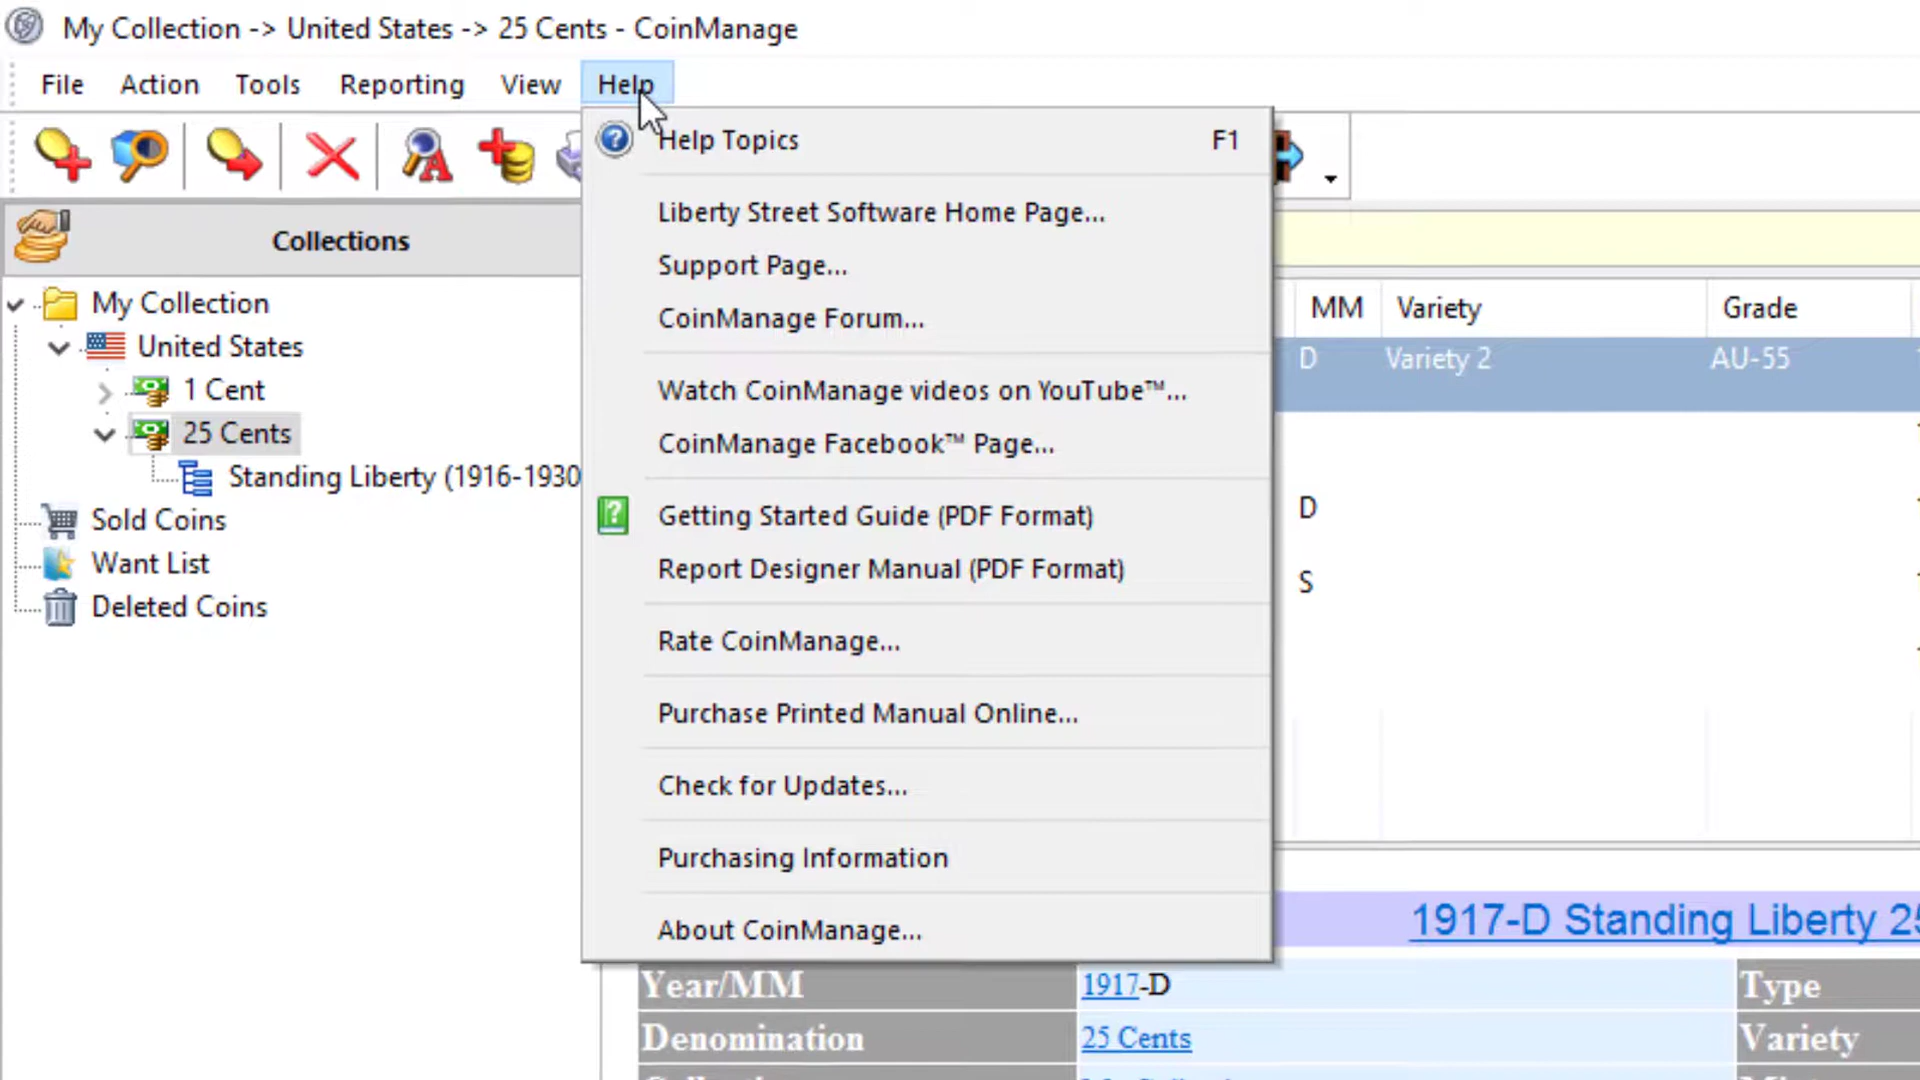 My Collection -> United States -> 25 Cents - CoinManage
File Action Tools Reporting View Help
Help Topics F1
Liberty Street Software Home Page...
Support Page...
CoinManage Forum...
Watch CoinManage videos on YouTube™...
CoinManage Facebook™ Page...
Getting Started Guide (PDF Format)
Report Designer Manual (PDF Format)
Rate CoinManage...
Purchase Printed Manual Online...
Check for Updates...
Purchasing Information
About CoinManage...
Collections
My Collection
United States
1 Cent
25 Cents
Standing Liberty (1916-1930
Sold Coins
Want List
Deleted Coins
MM Variety Grade
D Variety 2 AU-55
D
S
1917-D Standing Liberty 25
Year/MM 1917-D Type
Denomination 25 Cents Variety